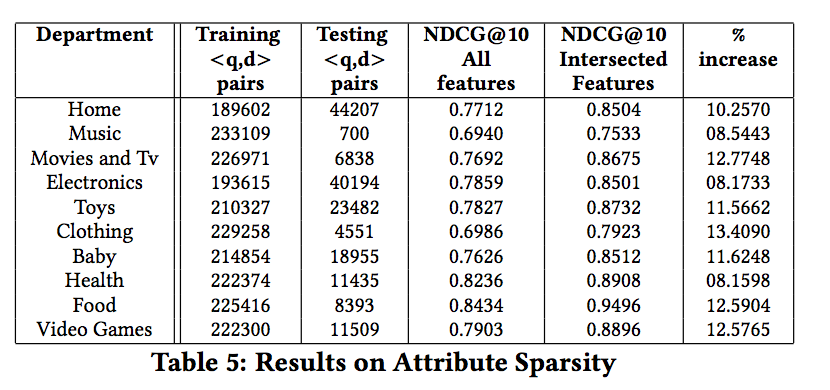 Department Training Testing NDCG@10 NDCG@10 %
<q,d> <q,d> All Intersected increase
pairs pairs features Features
Home 189602 44207 0.7712 0.8504 10.2570
Music 233109 700 0.6940 0.7533 08.5443
Movies and Tv 226971 6838 0.7692 0.8675 12.7748
Electronics 193615 40194 0.7859 0.8501 08.1733
Toys 210327 23482 0.7827 0.8732 11.5662
Clothing 229258 4551 0.6986 0.7923 13.4090
Baby 214854 18955 0.7626 0.8512 11.6248
Health 222374 11435 0.8236 0.8908 08.1598
Food 225416 8393 0.8434 0.9496 12.5904
Video Games 222300 11509 0.7903 0.8896 12.5765
Table 5: Results on Attribute Sparsity